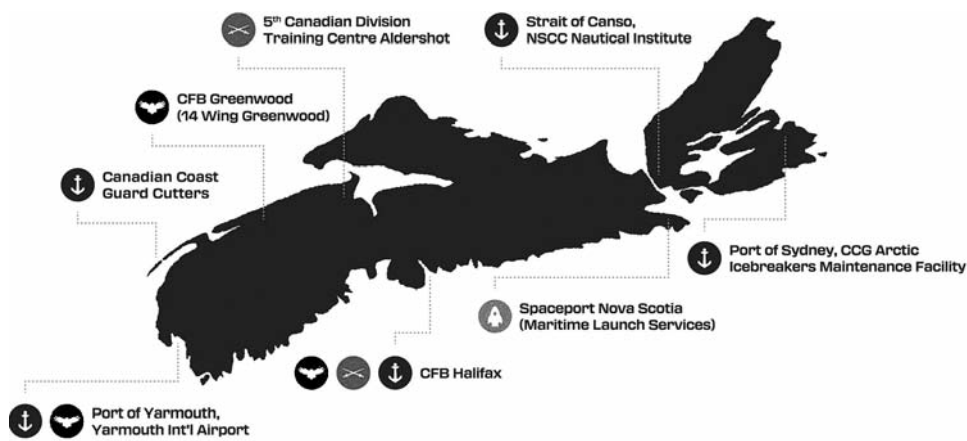 5th Canadian Division
Training Centre Aldershot
Strait of Canso,
NSCC Nautical Institute
CFB Greenwood
(14 Wing Greenwood)
Canadian Coast
Guard Cutters
Port of Sydney, CCG Arctic
Icebreakers Maintenance Facility
Spaceport Nova Scotia
(Maritime Launch Services)
CFB Halifax
Port of Yarmouth,
Yarmouth Int'l Airport